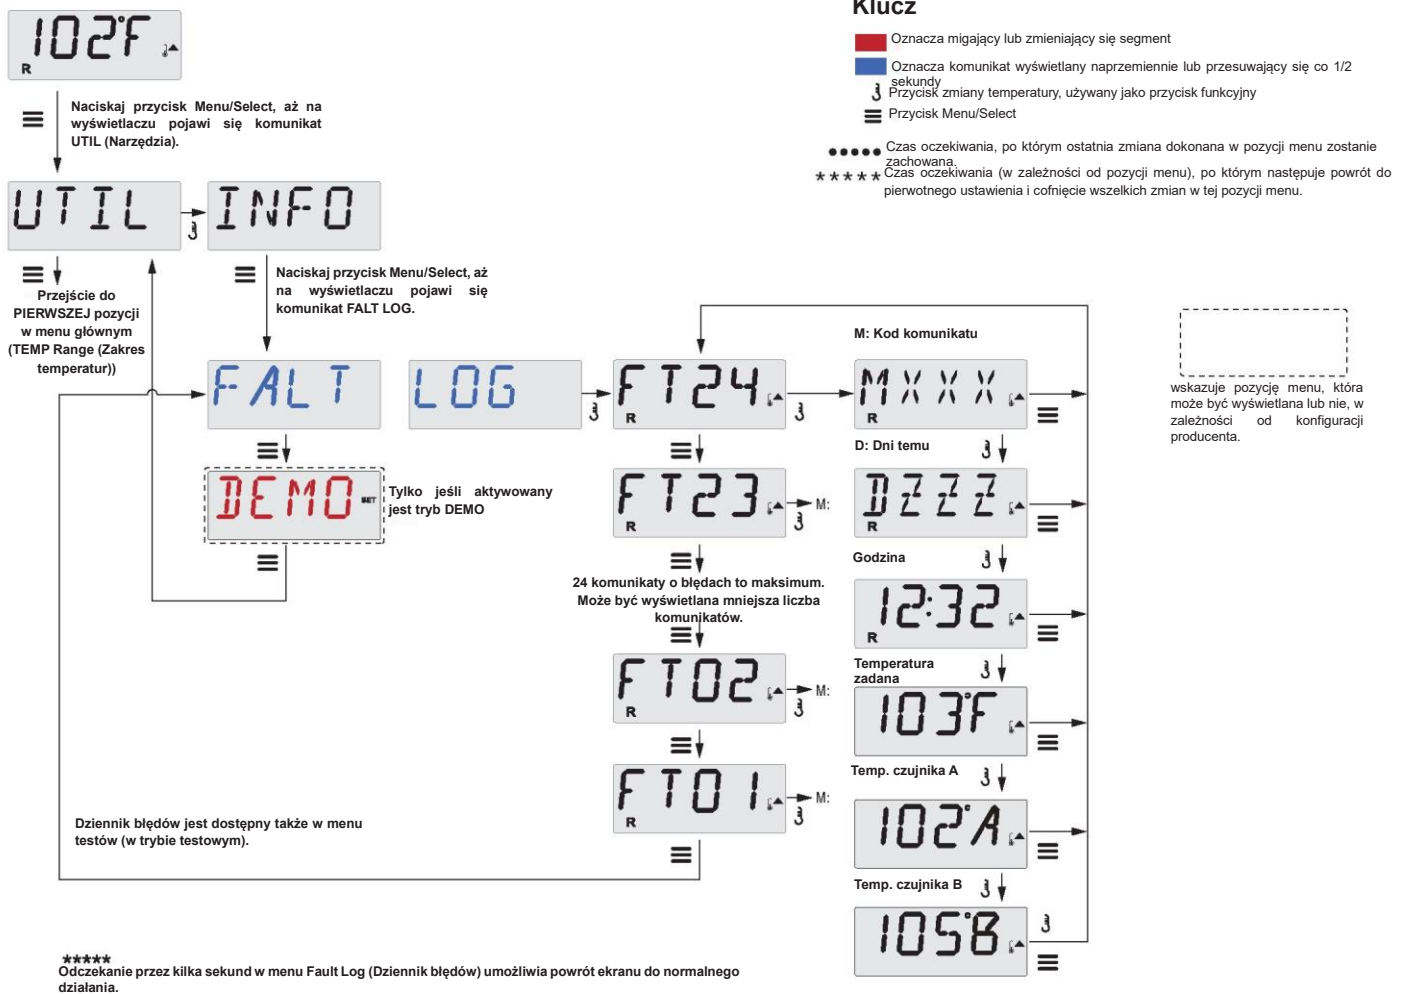 Klucz
Oznacza migający lub zmieniający się segment
Oznacza komunikat wyświetlany naprzemiennie lub przesuwający się co 1/2
sekundy
Przycisk zmiany temperatury, używany jako przycisk funkcyjny
Przycisk Menu/Select
Czas oczekiwania, po którym ostatnia zmiana dokonana w pozycji menu zostanie
zachowana.
***** Czas oczekiwania (w zależności od pozycji menu), po którym następuje powrót do
pierwotnego ustawienia i cofnięcie wszelkich zmian w tej pozycji menu.
102°F
R
Naciskaj przycisk Menu/Select, aż na
wyświetlaczu pojawi się komunikat
UTIL (Narzędzia).
UTIL
INFO
Przejście do
PIERWSZEJ pozycji
w menu głównym
(TEMP Range (Zakres
temperatur))
Naciskaj przycisk Menu/Select, aż
na wyświetlaczu pojawi się
komunikat FALT LOG.
FALT
LOG
DEMO
SET
Tylko jeśli aktywowany
jest tryb DEMO
FT24
R
FT23
R
M:
24 komunikaty o błędach to maksimum.
Może być wyświetlana mniejsza liczba
komunikatów.
FT02
R
M:
FT01
R
M:
M: Kod komunikatu
MXXX
R
D: Dni temu
DZZZ
R
Godzina
12:32
R
Temperatura
zadana
103°F
Temp. czujnika A
102°A
Temp. czujnika B
105°B
wskazuje pozycję menu, która
może być wyświetlana lub nie, w
zależności od konfiguracji
producenta.
Dziennik błędów jest dostępny także w menu
testów (w trybie testowym).
*****
Odczekanie przez kilka sekund w menu Fault Log (Dziennik błędów) umożliwia powrót ekranu do normalnego
działania.